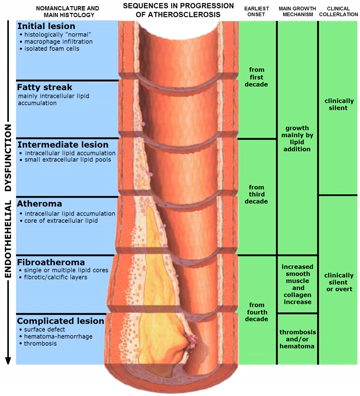 NOMENCLATURE AND
MAIN HISTOLOGY
SEQUENCES IN PROGRESSION
OF ATHEROSCLEROSIS
EARLIEST
ONSET
MAIN GROWTH
MECHANISM
CLINICAL
COLLERLATION
ENDOTHEHELIAL DYSFUNCTION
Initial lesion
• histologically "normal"
• macrophage infiltration
• isolated foam cells
Fatty streak
mainly intracellular lipid
accumulation
Intermediate lesion
• intracellular lipid accumulation
• small extracellular lipid pools
Atheroma
• intracellular lipid accumulation
• core of extracellular lipid
Fibroatheroma
• single or multiple lipid cores
• fibrotic/calcific layers
Complicated lesion
• surface defect
• hematoma-hemorrhage
• thrombosis
from
first
decade
from
third
decade
from
fourth
decade
growth
mainly by
lipid
addition
increased
smooth
muscle
and
collagen
increase
thrombosis
and/or
hematoma
clinically
silent
clinically
silent
or overt